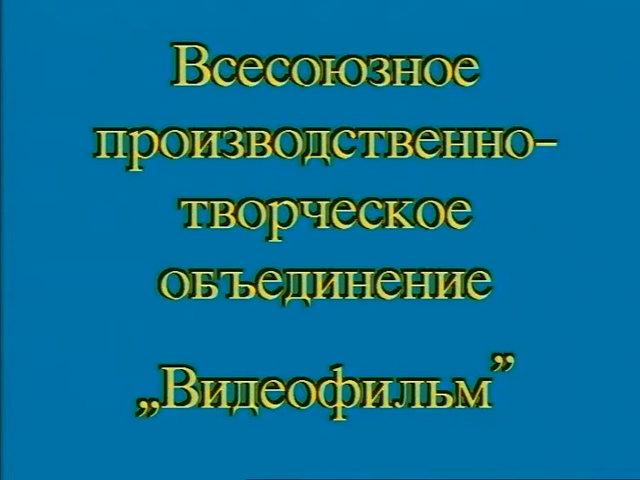 Всесоюзное
производственно-
творческое
объединение
„Видеофильм”